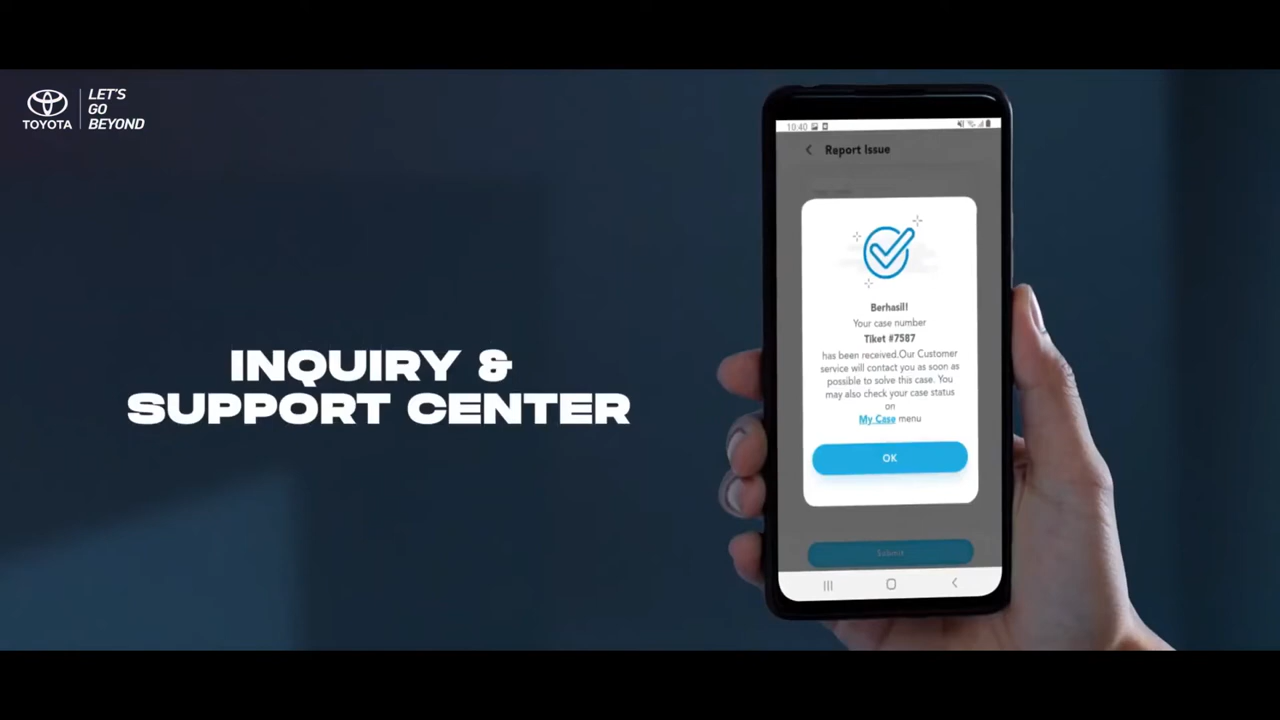 TOYOTA
LET'S
GO
BEYOND
INQUIRY &
SUPPORT CENTER
10:40
Report Issue
Berhasil!
Your case number
Tiket #7587
has been received.Our Customer
service will contact you as soon as
possible to solve this case. You
may also check your case status
on
My Case menu
OK
Submit